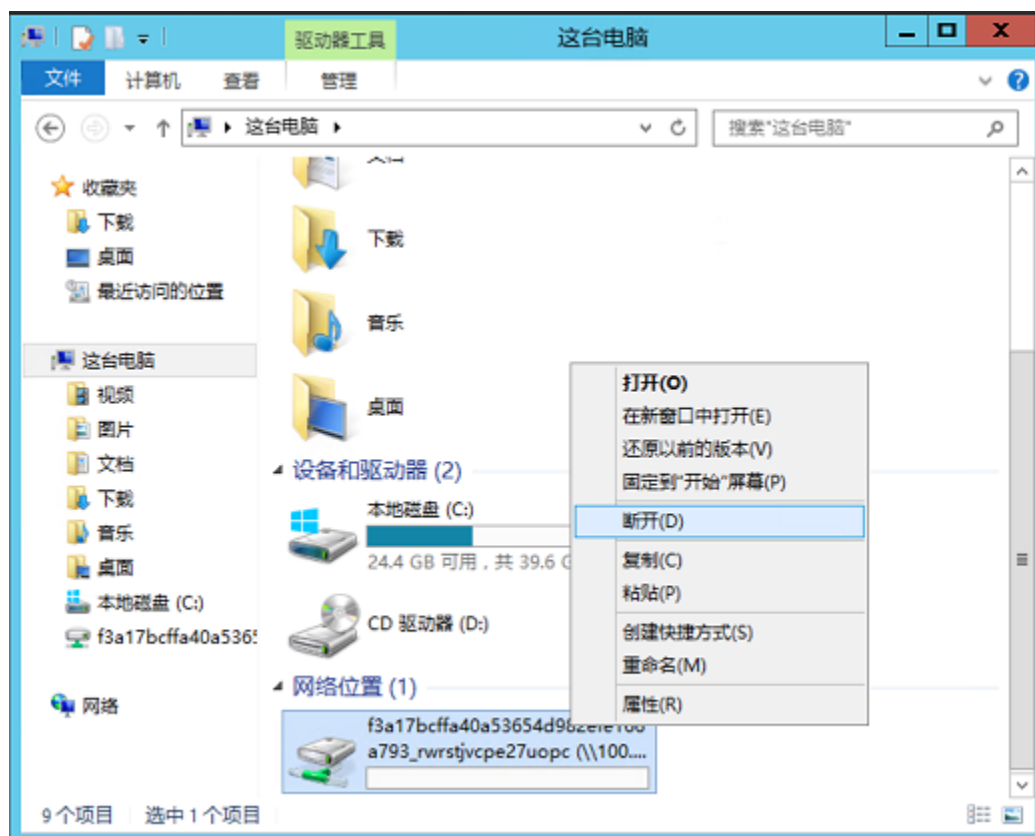 驱动器工具
这台电脑
文件 计算机 查看 管理
这台电脑
搜索"这台电脑"
收藏夹
下载
桌面
最近访问的位置
这台电脑
视频
图片
文档
下载
音乐
桌面
本地磁盘 (C:)
f3a17bcffa40a5365
网络
下载
音乐
桌面
设备和驱动器 (2)
本地磁盘 (C:)
24.4 GB 可用，共 39.6 G
CD 驱动器 (D:)
网络位置 (1)
f3a17bcffa40a53654d982efe166
a793_rwrstjvcpe27uopc (\\100....
打开(O)
在新窗口中打开(E)
还原以前的版本(V)
固定到"开始"屏幕(P)
断开(D)
复制(C)
粘贴(P)
创建快捷方式(S)
重命名(M)
属性(R)
9 个项目 选中 1 个项目